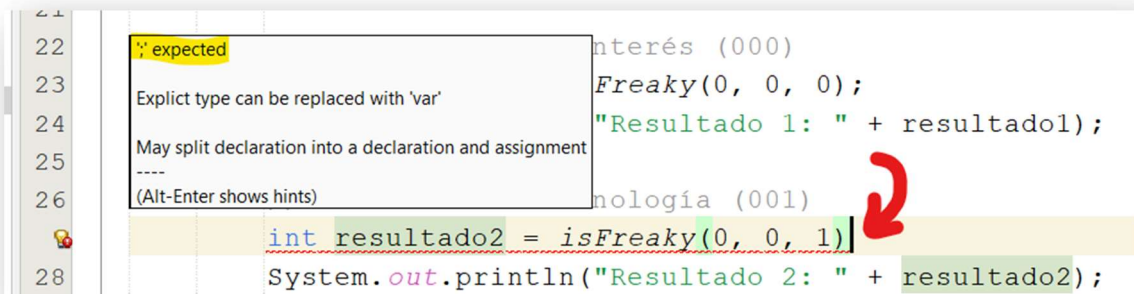 22
';' expected
nterés (000)
23
Freaky(0, 0, 0);
Explict type can be replaced with 'var'
24
"Resultado 1: " + resultado1);
May split declaration into a declaration and assignment
25
----
(Alt-Enter shows hints)
26
nología (001)
int resultado2 = isFreaky(0, 0, 1)
28
System.out.println("Resultado 2: " + resultado2);